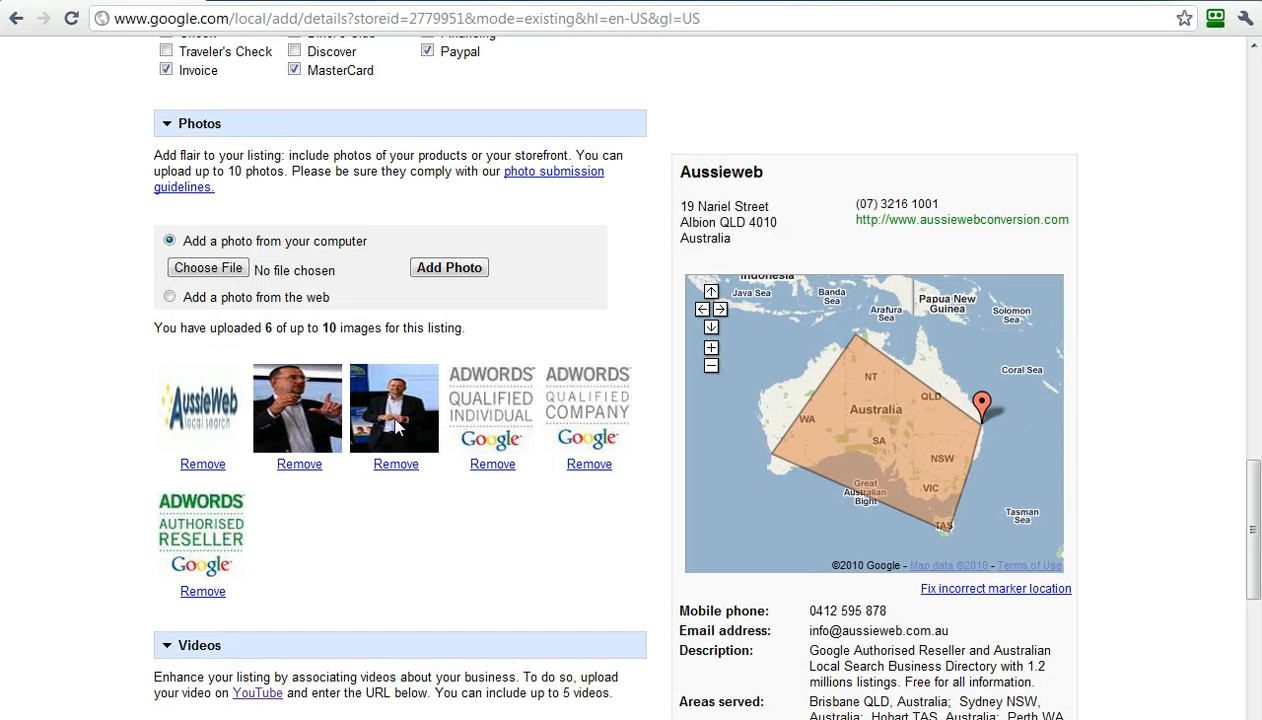 www.google.com/local/add/details?storeid=2779951&mode=existing&hl=en-US&gl=US
Traveler's Check
Discover
Paypal
Invoice
MasterCard
Photos
Add flair to your listing: include photos of your products or your storefront. You can
upload up to 10 photos. Please be sure they comply with our photo submission
guidelines.
Add a photo from your computer
Choose File No file chosen
Add Photo
Add a photo from the web
You have uploaded 6 of up to 10 images for this listing.
AussieWeb
local search
ADWORDS
QUALIFIED
INDIVIDUAL
Google
ADWORDS
QUALIFIED
COMPANY
Google
Remove
Remove
Remove
Remove
Remove
ADWORDS
AUTHORISED
RESELLER
Google
Remove
Videos
Enhance your listing by associating videos about your business. To do so, upload
your video on YouTube and enter the URL below. You can include up to 5 videos.
Aussieweb
19 Nariel Street
Albion QLD 4010
Australia
(07) 3216 1001
http://www.aussiewebconversion.com
Indonesia
Java Sea
Banda
Sea
Papua New
Guinea
Arafura
Sea
Solomon
Sea
Coral Sea
NT
QLD
WA
Australia
SA
NSW
Great
Australian
Bight
VIC
TAS
Tasman
Sea
©2010 Google - Map data ©2010 - Terms of Use
Fix incorrect marker location
Mobile phone: 0412 595 878
Email address: info@aussieweb.com.au
Description: Google Authorised Reseller and Australian
Local Search Business Directory with 1.2
millions listings. Free for all information.
Areas served: Brisbane QLD, Australia; Sydney NSW,
Australia; Hobart TAS, Australia; Perth WA